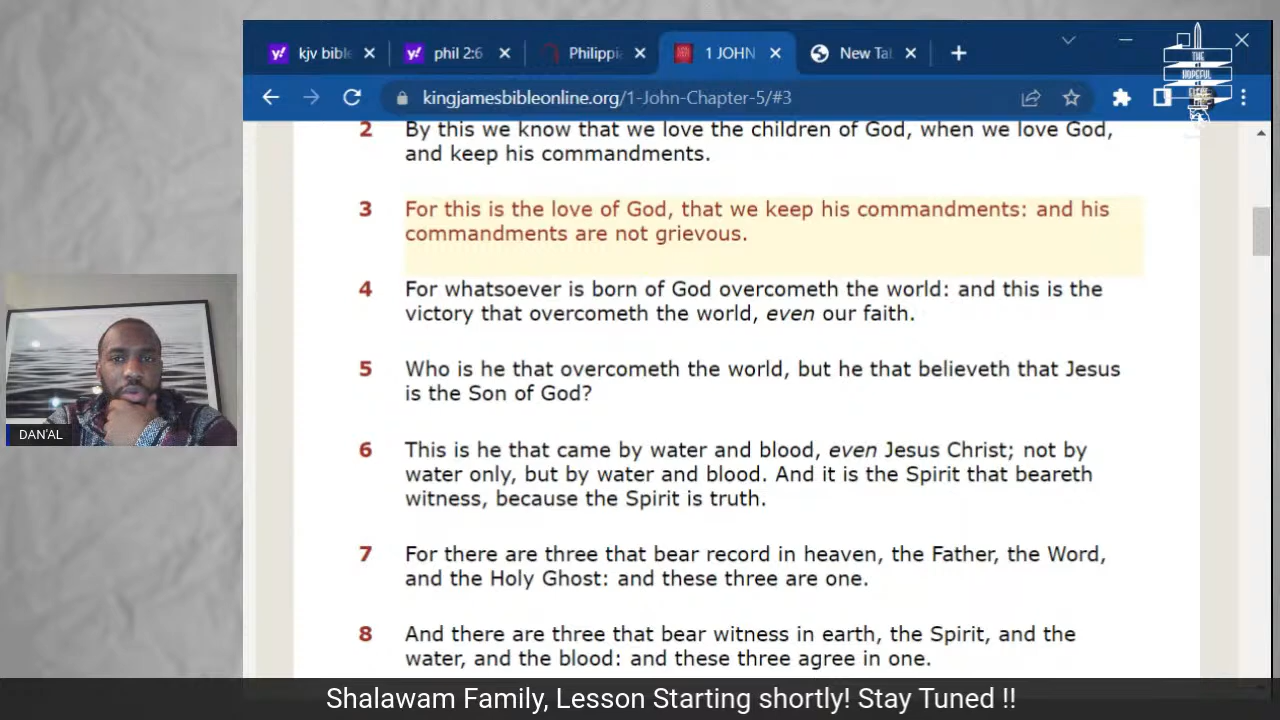 kjv bible
phil 2:6
Philippi
1 JOHN
New Tal
kingjamesbibleonline.org/1-John-Chapter-5/#3
THE
HOPEFUL
2 By this we know that we love the children of God, when we love God,
and keep his commandments.
3 For this is the love of God, that we keep his commandments: and his
commandments are not grievous.
4 For whatsoever is born of God overcometh the world: and this is the
victory that overcometh the world, even our faith.
5 Who is he that overcometh the world, but he that believeth that Jesus
is the Son of God?
6 This is he that came by water and blood, even Jesus Christ; not by
water only, but by water and blood. And it is the Spirit that beareth
witness, because the Spirit is truth.
7 For there are three that bear record in heaven, the Father, the Word,
and the Holy Ghost: and these three are one.
8 And there are three that bear witness in earth, the Spirit, and the
water, and the blood: and these three agree in one.
DAN'AL
Shalawam Family, Lesson Starting shortly! Stay Tuned !!